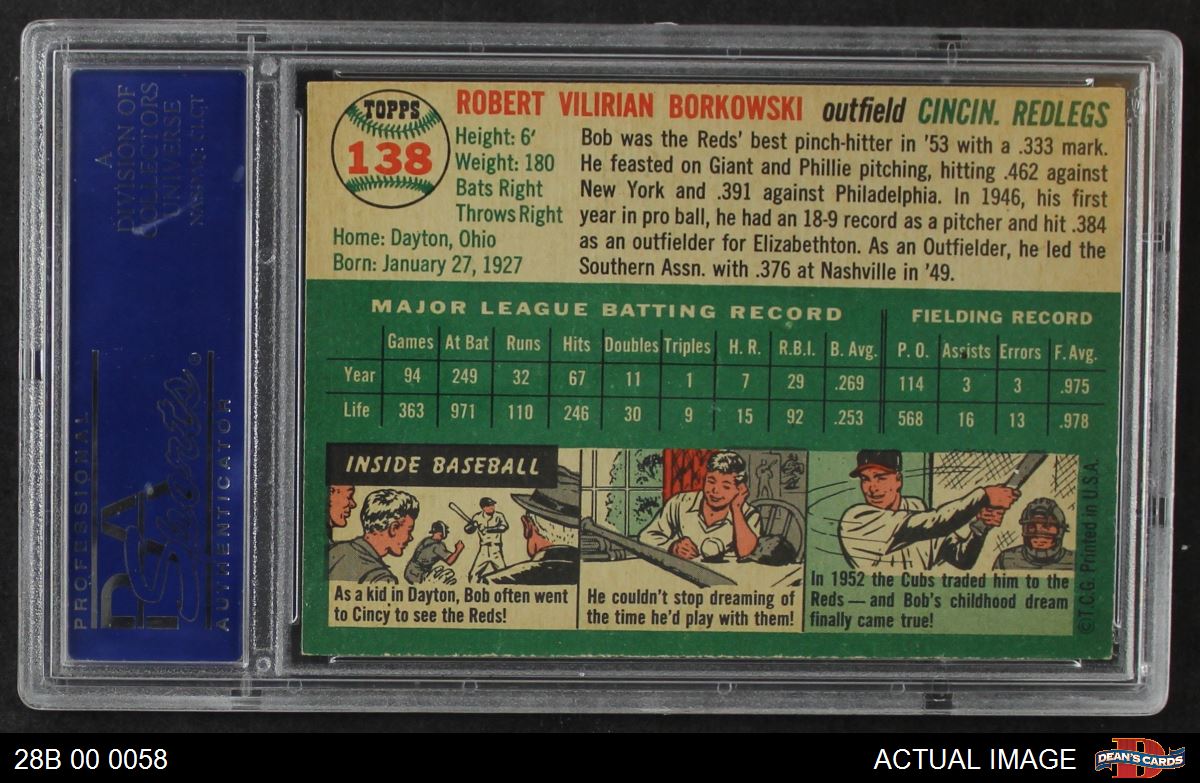 A
DIVISION OF
COLLECTORS
UNIVERSE
NASDAQ: CLCT
PROFESSIONAL
PSA
Sports
AUTHENTICATOR
TOPPS
138
ROBERT VILIRIAN BORKOWSKI outfield CINCIN. REDLEGS
Height: 6'
Weight: 180
Bats Right
Throws Right
Home: Dayton, Ohio
Born: January 27, 1927
Bob was the Reds' best pinch-hitter in '53 with a .333 mark.
He feasted on Giant and Phillie pitching, hitting .462 against
New York and .391 against Philadelphia. In 1946, his first
year in pro ball, he had an 18-9 record as a pitcher and hit .384
as an outfielder for Elizabethton. As an Outfielder, he led the
Southern Assn. with .376 at Nashville in '49.
MAJOR LEAGUE BATTING RECORD FIELDING RECORD
Games At Bat Runs Hits Doubles Triples H. R. R.B.I. B. Avg. P. O. Assists Errors F. Avg.
Year 94 249 32 67 11 1 7 29 .269 114 3 3 .975
Life 363 971 110 246 30 9 15 92 .253 568 16 13 .978
INSIDE BASEBALL
As a kid in Dayton, Bob often went
to Cincy to see the Reds!
He couldn't stop dreaming of
the time he'd play with them!
In 1952 the Cubs traded him to the
Reds — and Bob's childhood dream
finally came true!
©T.C.G. Printed in U.S.A.
28B 00 0058
ACTUAL IMAGE
DEAN'S CARDS